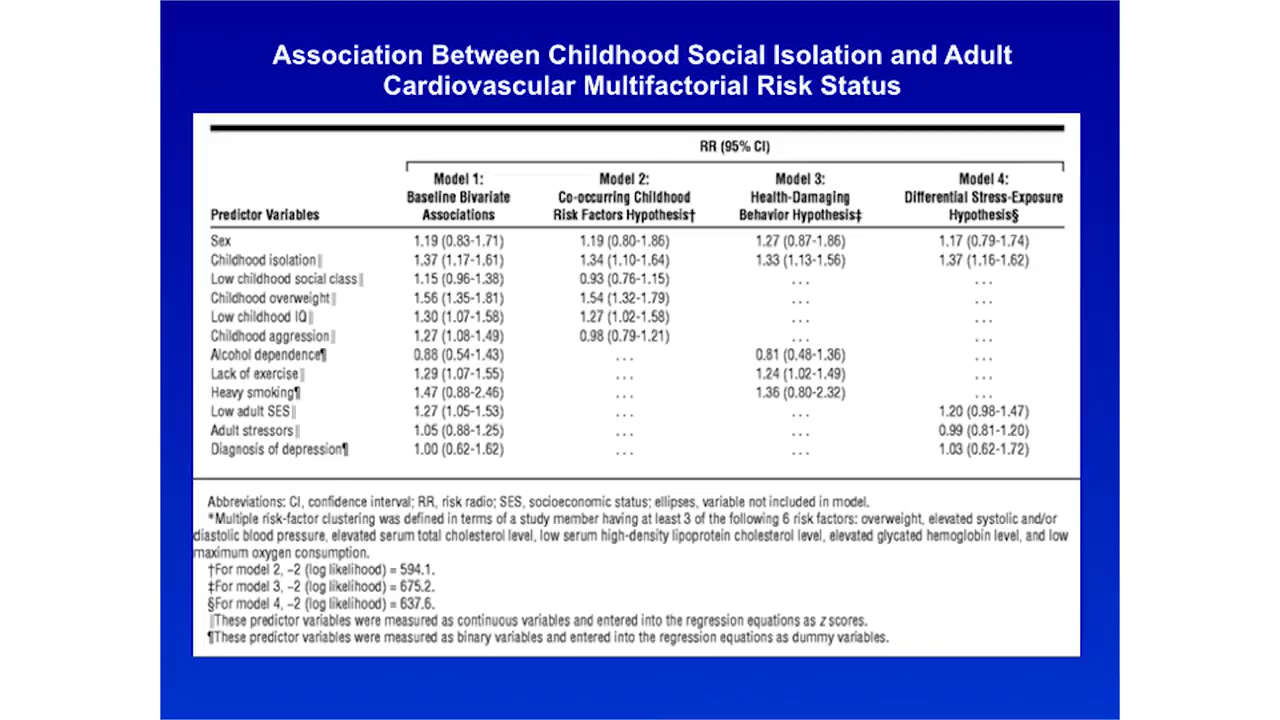 Association Between Childhood Social Isolation and Adult
Cardiovascular Multifactorial Risk Status
RR (95% CI)
Predictor Variables Model 1: Baseline Bivariate Associations Model 2: Co-occurring Childhood Risk Factors Hypothesis† Model 3: Health-Damaging Behavior Hypothesis‡ Model 4: Differential Stress-Exposure Hypothesis§
Sex 1.19 (0.83-1.71) 1.19 (0.80-1.86) 1.27 (0.87-1.86) 1.17 (0.79-1.74)
Childhood isolation‖ 1.37 (1.17-1.61) 1.34 (1.10-1.64) 1.33 (1.13-1.56) 1.37 (1.16-1.62)
Low childhood social class‖ 1.15 (0.96-1.38) 0.93 (0.76-1.15) . . . . . .
Childhood overweight‖ 1.56 (1.35-1.81) 1.54 (1.32-1.79) . . . . . .
Low childhood IQ‖ 1.30 (1.07-1.58) 1.27 (1.02-1.58) . . . . . .
Childhood aggression‖ 1.27 (1.08-1.49) 0.98 (0.79-1.21) . . . . . .
Alcohol dependence¶ 0.88 (0.54-1.43) . . . 0.81 (0.48-1.36) . . .
Lack of exercise‖ 1.29 (1.07-1.55) . . . 1.24 (1.02-1.49) . . .
Heavy smoking¶ 1.47 (0.88-2.46) . . . 1.36 (0.80-2.32) . . .
Low adult SES‖ 1.27 (1.05-1.53) . . . . . . 1.20 (0.98-1.47)
Adult stressors‖ 1.05 (0.88-1.25) . . . . . . 0.99 (0.81-1.20)
Diagnosis of depression¶ 1.00 (0.62-1.62) . . . . . . 1.03 (0.62-1.72)
Abbreviations: CI, confidence interval; RR, risk radio; SES, socioeconomic status; ellipses, variable not included in model.
*Multiple risk-factor clustering was defined in terms of a study member having at least 3 of the following 6 risk factors: overweight, elevated systolic and/or
diastolic blood pressure, elevated serum total cholesterol level, low serum high-density lipoprotein cholesterol level, elevated glycated hemoglobin level, and low
maximum oxygen consumption.
†For model 2, −2 (log likelihood) = 594.1.
‡For model 3, −2 (log likelihood) = 675.2.
§For model 4, −2 (log likelihood) = 637.6.
‖These predictor variables were measured as continuous variables and entered into the regression equations as z scores.
¶These predictor variables were measured as binary variables and entered into the regression equations as dummy variables.